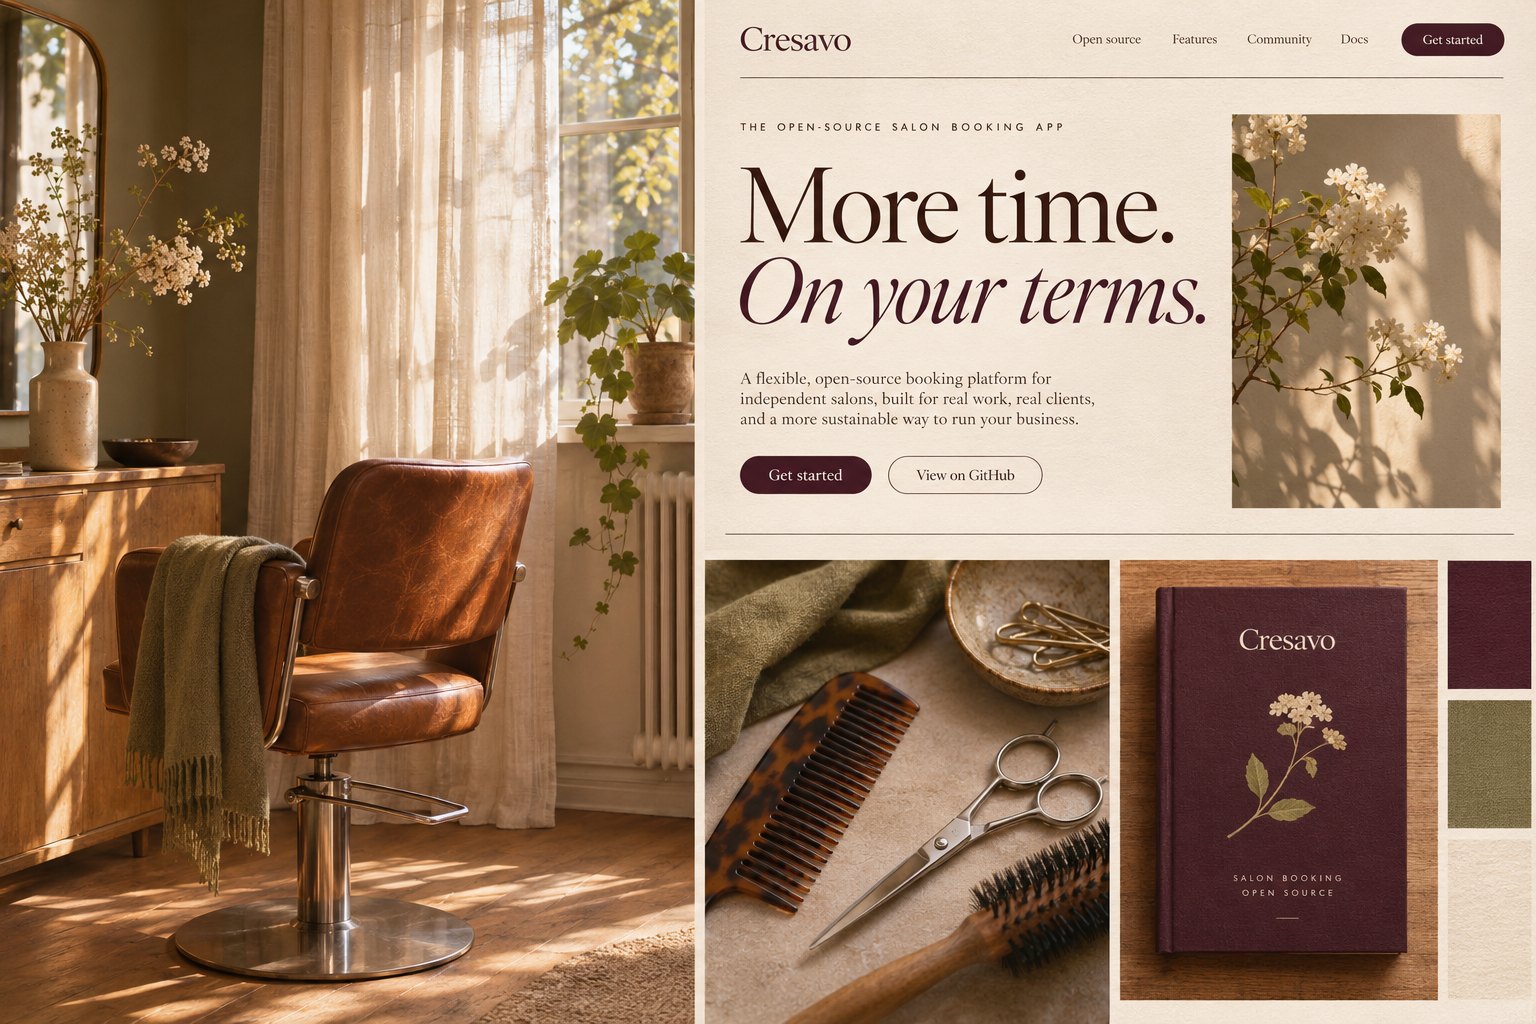 Cresavo
Open source Features Community Docs Get started
THE OPEN-SOURCE SALON BOOKING APP
More time.
On your terms.
A flexible, open-source booking platform for
independent salons, built for real work, real clients,
and a more sustainable way to run your business.
Get started View on GitHub
Cresavo
SALON BOOKING
OPEN SOURCE